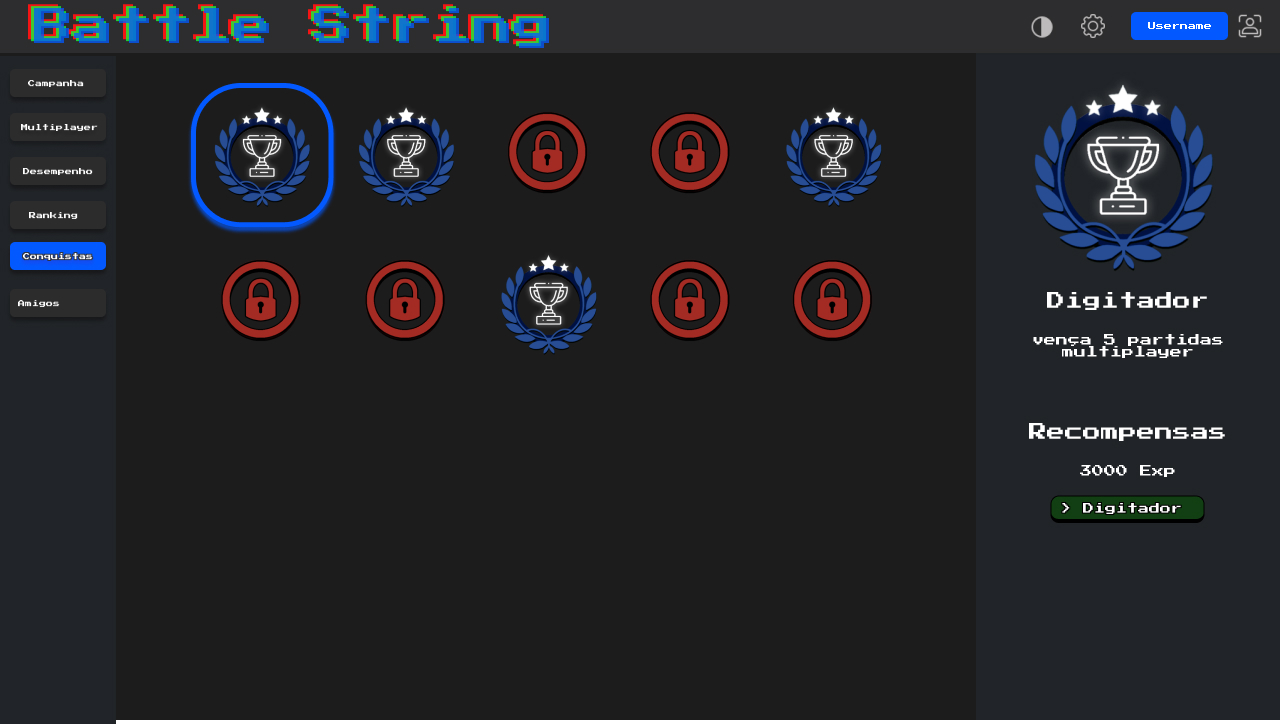 Battle String
Username
Campanha
Multiplayer
Desempenho
Ranking
Conquistas
Amigos
Digitador
vença 5 partidas
multiplayer
Recompensas
3000 Exp
> Digitador